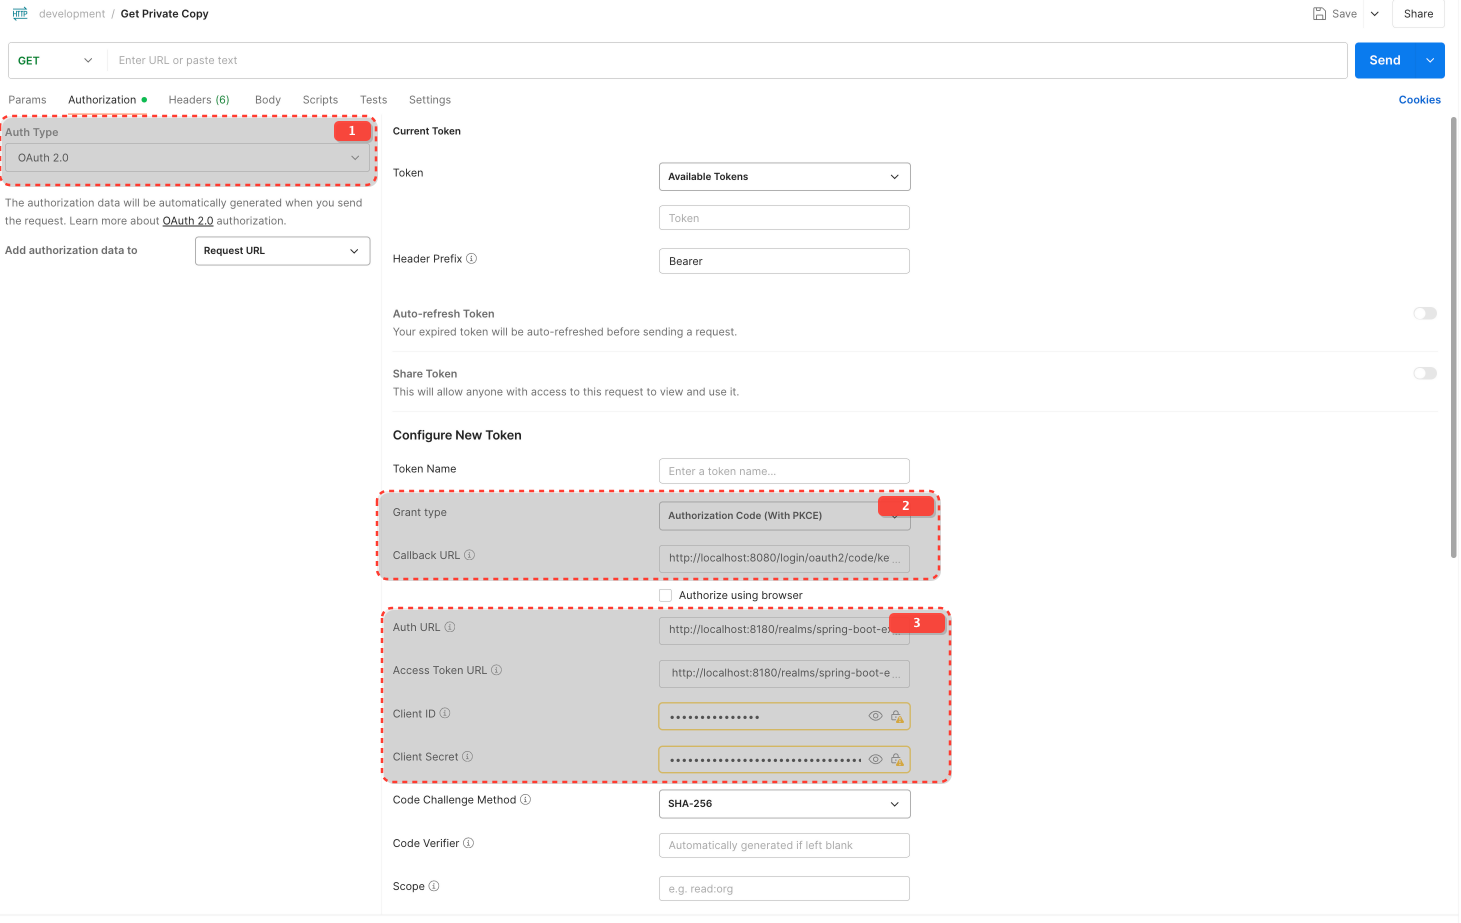 HTTP development / Get Private Copy Save Share
GET Enter URL or paste text Send
Params Authorization Headers (6) Body Scripts Tests Settings Cookies
Auth Type 1
OAuth 2.0
The authorization data will be automatically generated when you send
the request. Learn more about OAuth 2.0 authorization.
Add authorization data to Request URL
Current Token
Token Available Tokens
Token
Header Prefix Bearer
Auto-refresh Token
Your expired token will be auto-refreshed before sending a request.
Share Token
This will allow anyone with access to this request to view and use it.
Configure New Token
Token Name Enter a token name...
2
Grant type Authorization Code (With PKCE)
Callback URL http://localhost:8080/login/oauth2/code/ke...
Authorize using browser
3
Auth URL http://localhost:8180/realms/spring-boot-ex
Access Token URL http://localhost:8180/realms/spring-boot-e...
Client ID •••••••••••••••
Client Secret ••••••••••••••••••••••••••••••••
Code Challenge Method SHA-256
Code Verifier Automatically generated if left blank
Scope e.g. read:org